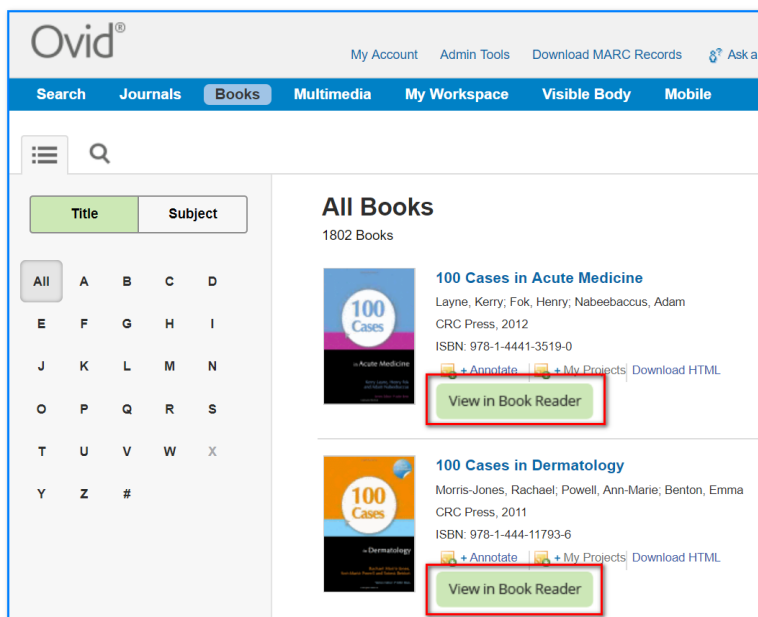 Ovid®
My Account Admin Tools Download MARC Records Ask a
Search Journals Books Multimedia My Workspace Visible Body Mobile
Title Subject
All A B C D
E F G H I
J K L M N
O P Q R S
T U V W X
Y Z #
All Books
1802 Books
100
Cases
in Acute Medicine
100 Cases in Acute Medicine
Layne, Kerry; Fok, Henry; Nabeebaccus, Adam
CRC Press, 2012
ISBN: 978-1-4441-3519-0
+ Annotate + My Projects Download HTML
View in Book Reader
100
Cases
in Dermatology
100 Cases in Dermatology
Morris-Jones, Rachael; Powell, Ann-Marie; Benton, Emma
CRC Press, 2011
ISBN: 978-1-444-11793-6
+ Annotate + My Projects Download HTML
View in Book Reader